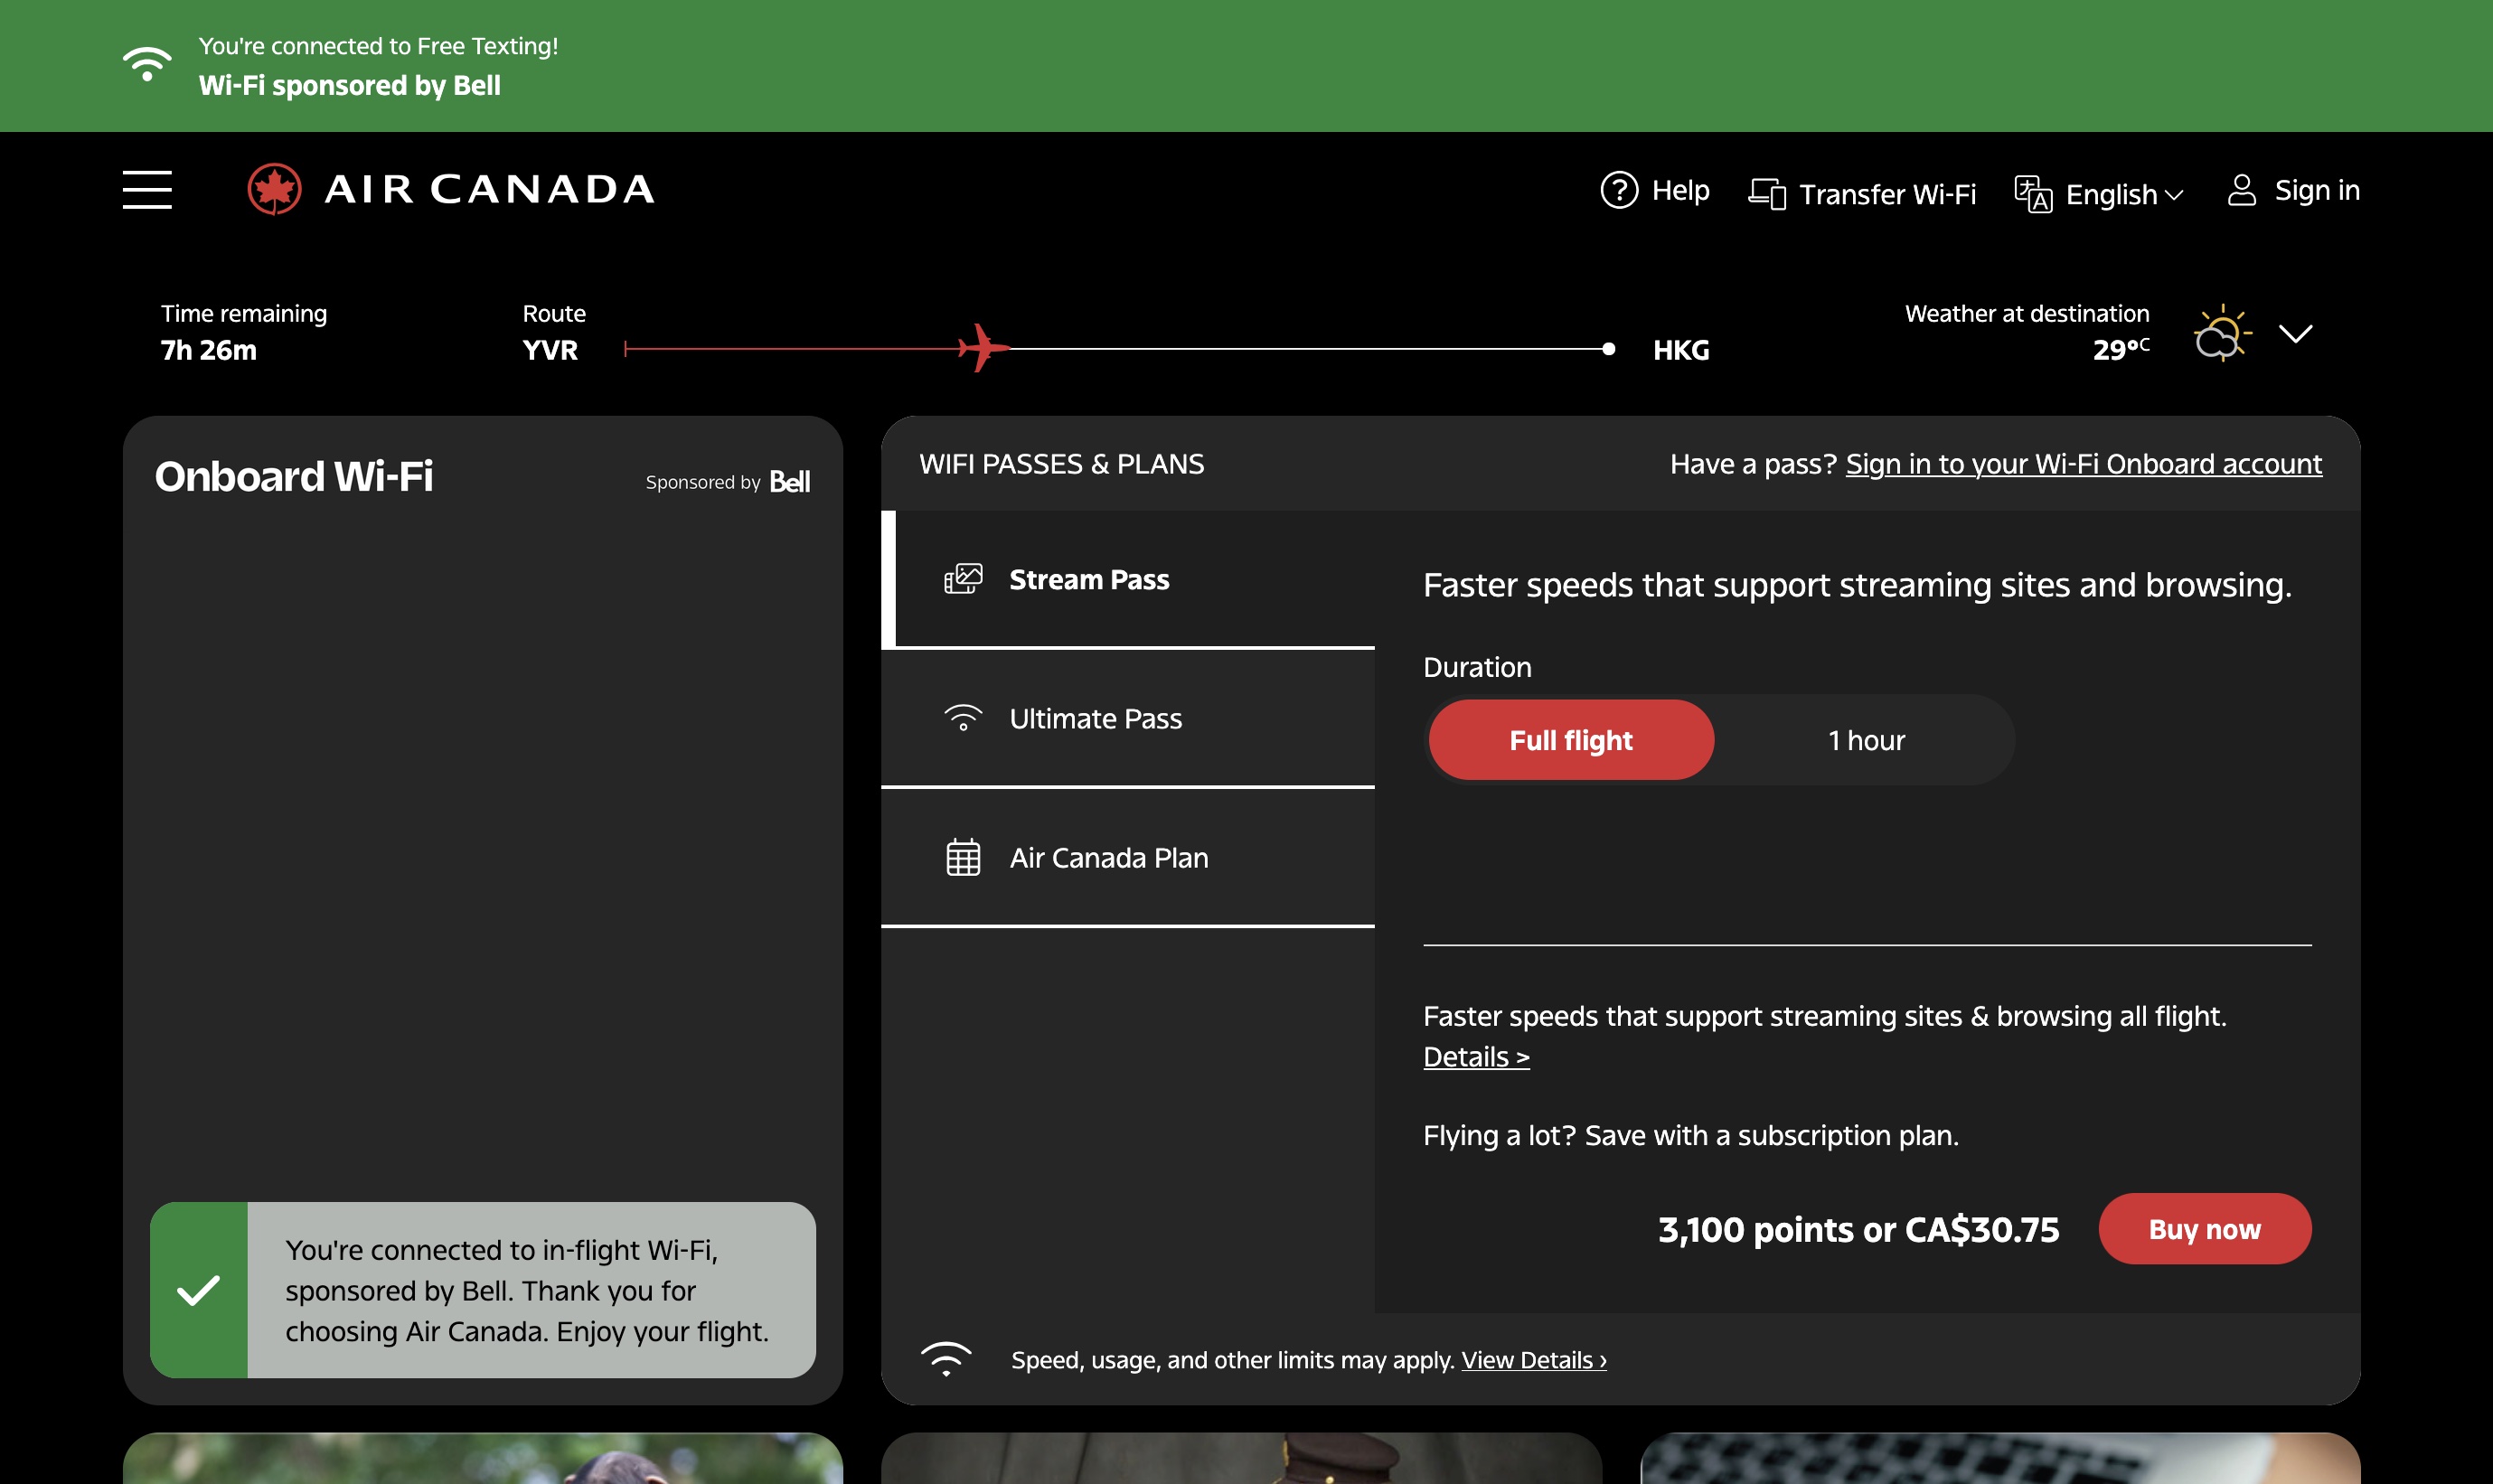 You're connected to Free Texting!
Wi-Fi sponsored by Bell
AIR CANADA
Help
Transfer Wi-Fi
English
Sign in
Time remaining
7h 26m
Route
YVR
HKG
Weather at destination
29°C
Onboard Wi-Fi
Sponsored by Bell
You're connected to in-flight Wi-Fi,
sponsored by Bell. Thank you for
choosing Air Canada. Enjoy your flight.
WIFI PASSES & PLANS
Have a pass? Sign in to your Wi-Fi Onboard account
Stream Pass
Ultimate Pass
Air Canada Plan
Faster speeds that support streaming sites and browsing.
Duration
Full flight
1 hour
Faster speeds that support streaming sites & browsing all flight.
Details >
Flying a lot? Save with a subscription plan.
3,100 points or CA$30.75
Buy now
Speed, usage, and other limits may apply. View Details ›